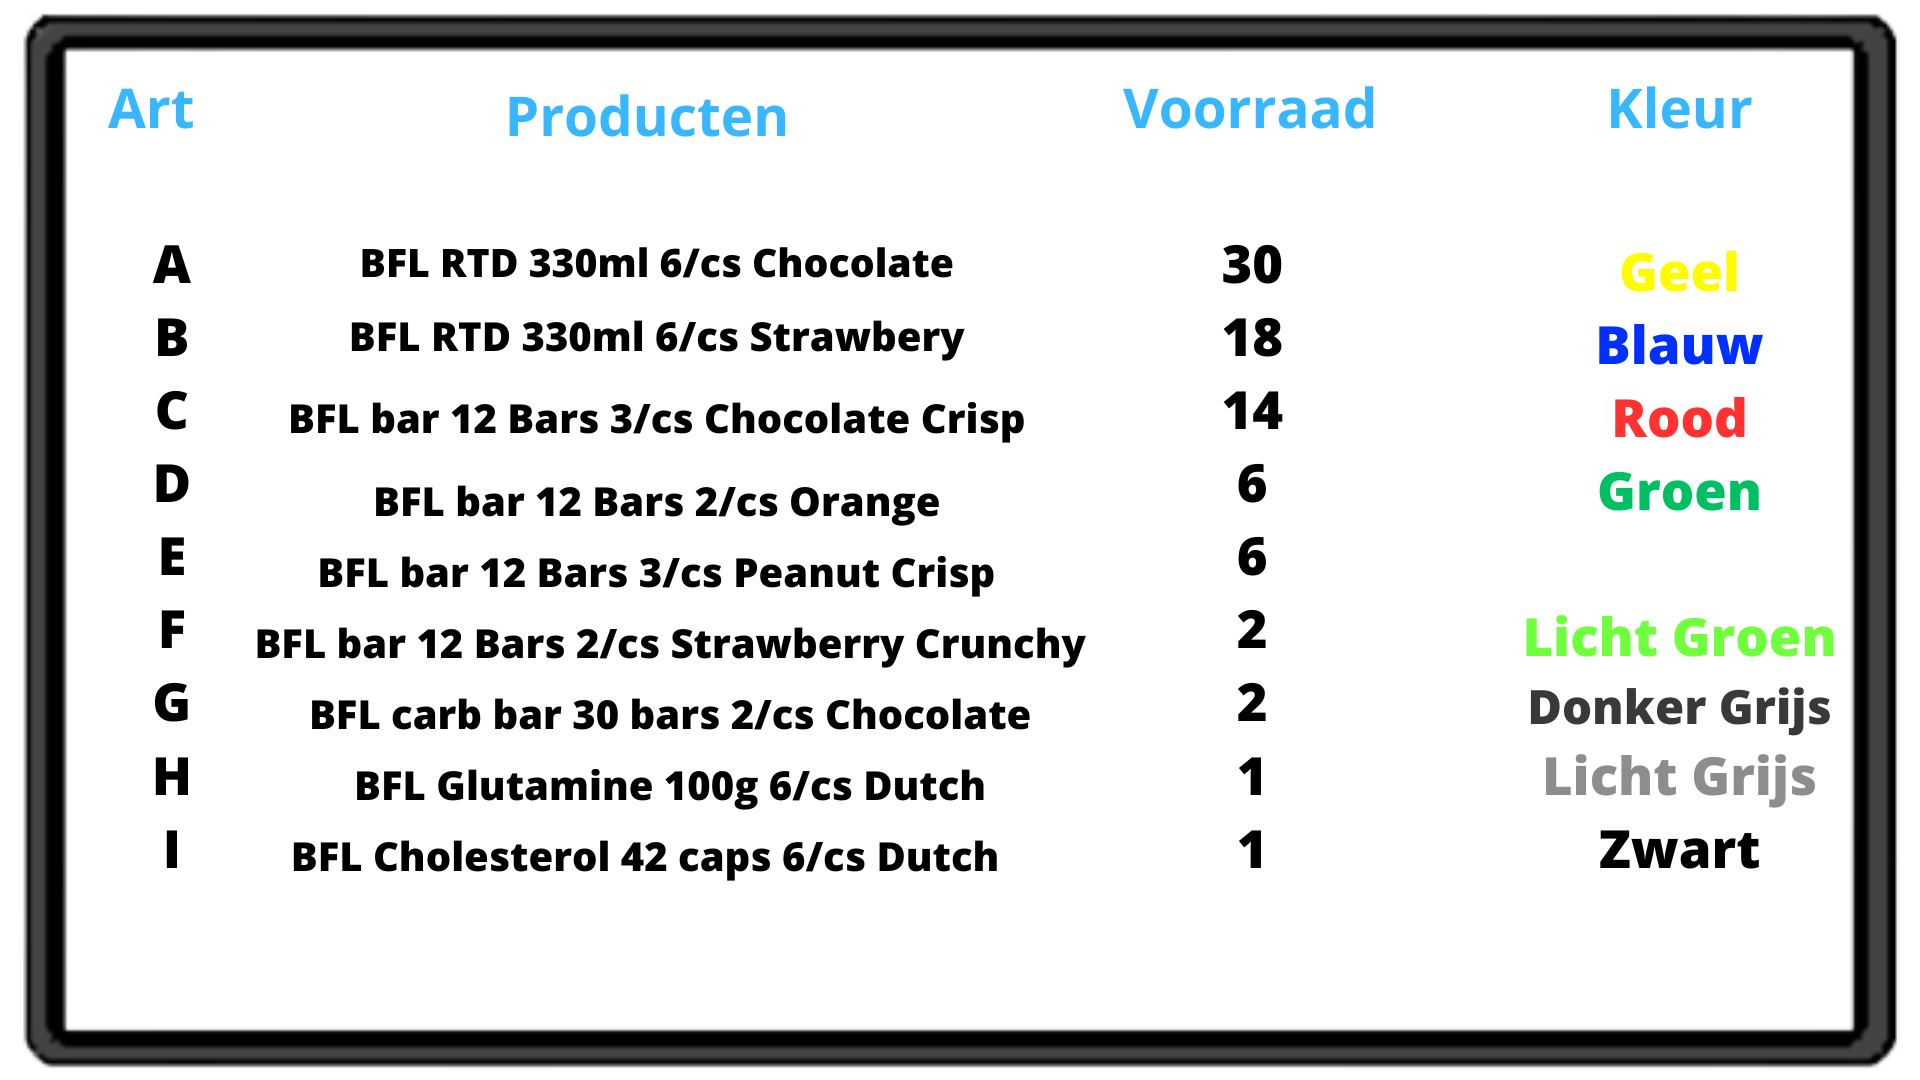 Art Producten Voorraad Kleur
A BFL RTD 330ml 6/cs Chocolate 30 Geel
B BFL RTD 330ml 6/cs Strawbery 18 Blauw
C BFL bar 12 Bars 3/cs Chocolate Crisp 14 Rood
D BFL bar 12 Bars 2/cs Orange 6 Groen
E BFL bar 12 Bars 3/cs Peanut Crisp 6
F BFL bar 12 Bars 2/cs Strawberry Crunchy 2 Licht Groen
G BFL carb bar 30 bars 2/cs Chocolate 2 Donker Grijs
H BFL Glutamine 100g 6/cs Dutch 1 Licht Grijs
I BFL Cholesterol 42 caps 6/cs Dutch 1 Zwart